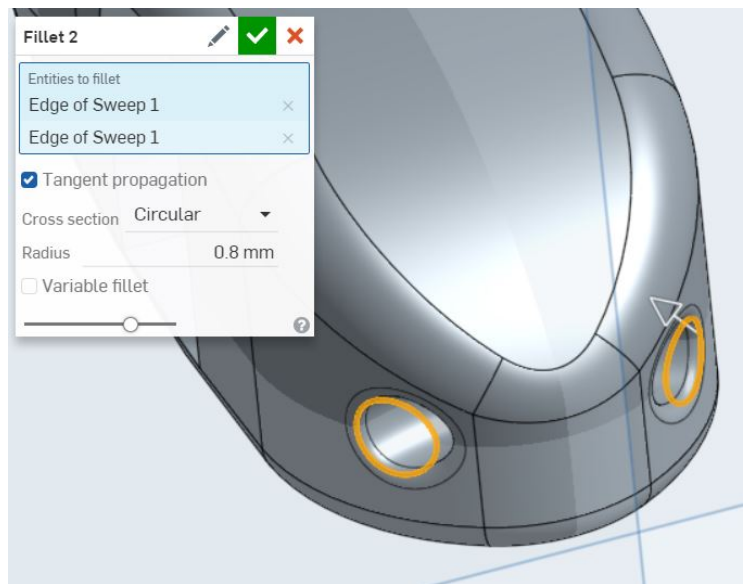 Fillet 2
Entities to fillet
Edge of Sweep 1
Edge of Sweep 1
Tangent propagation
Cross section Circular
Radius 0.8 mm
Variable fillet